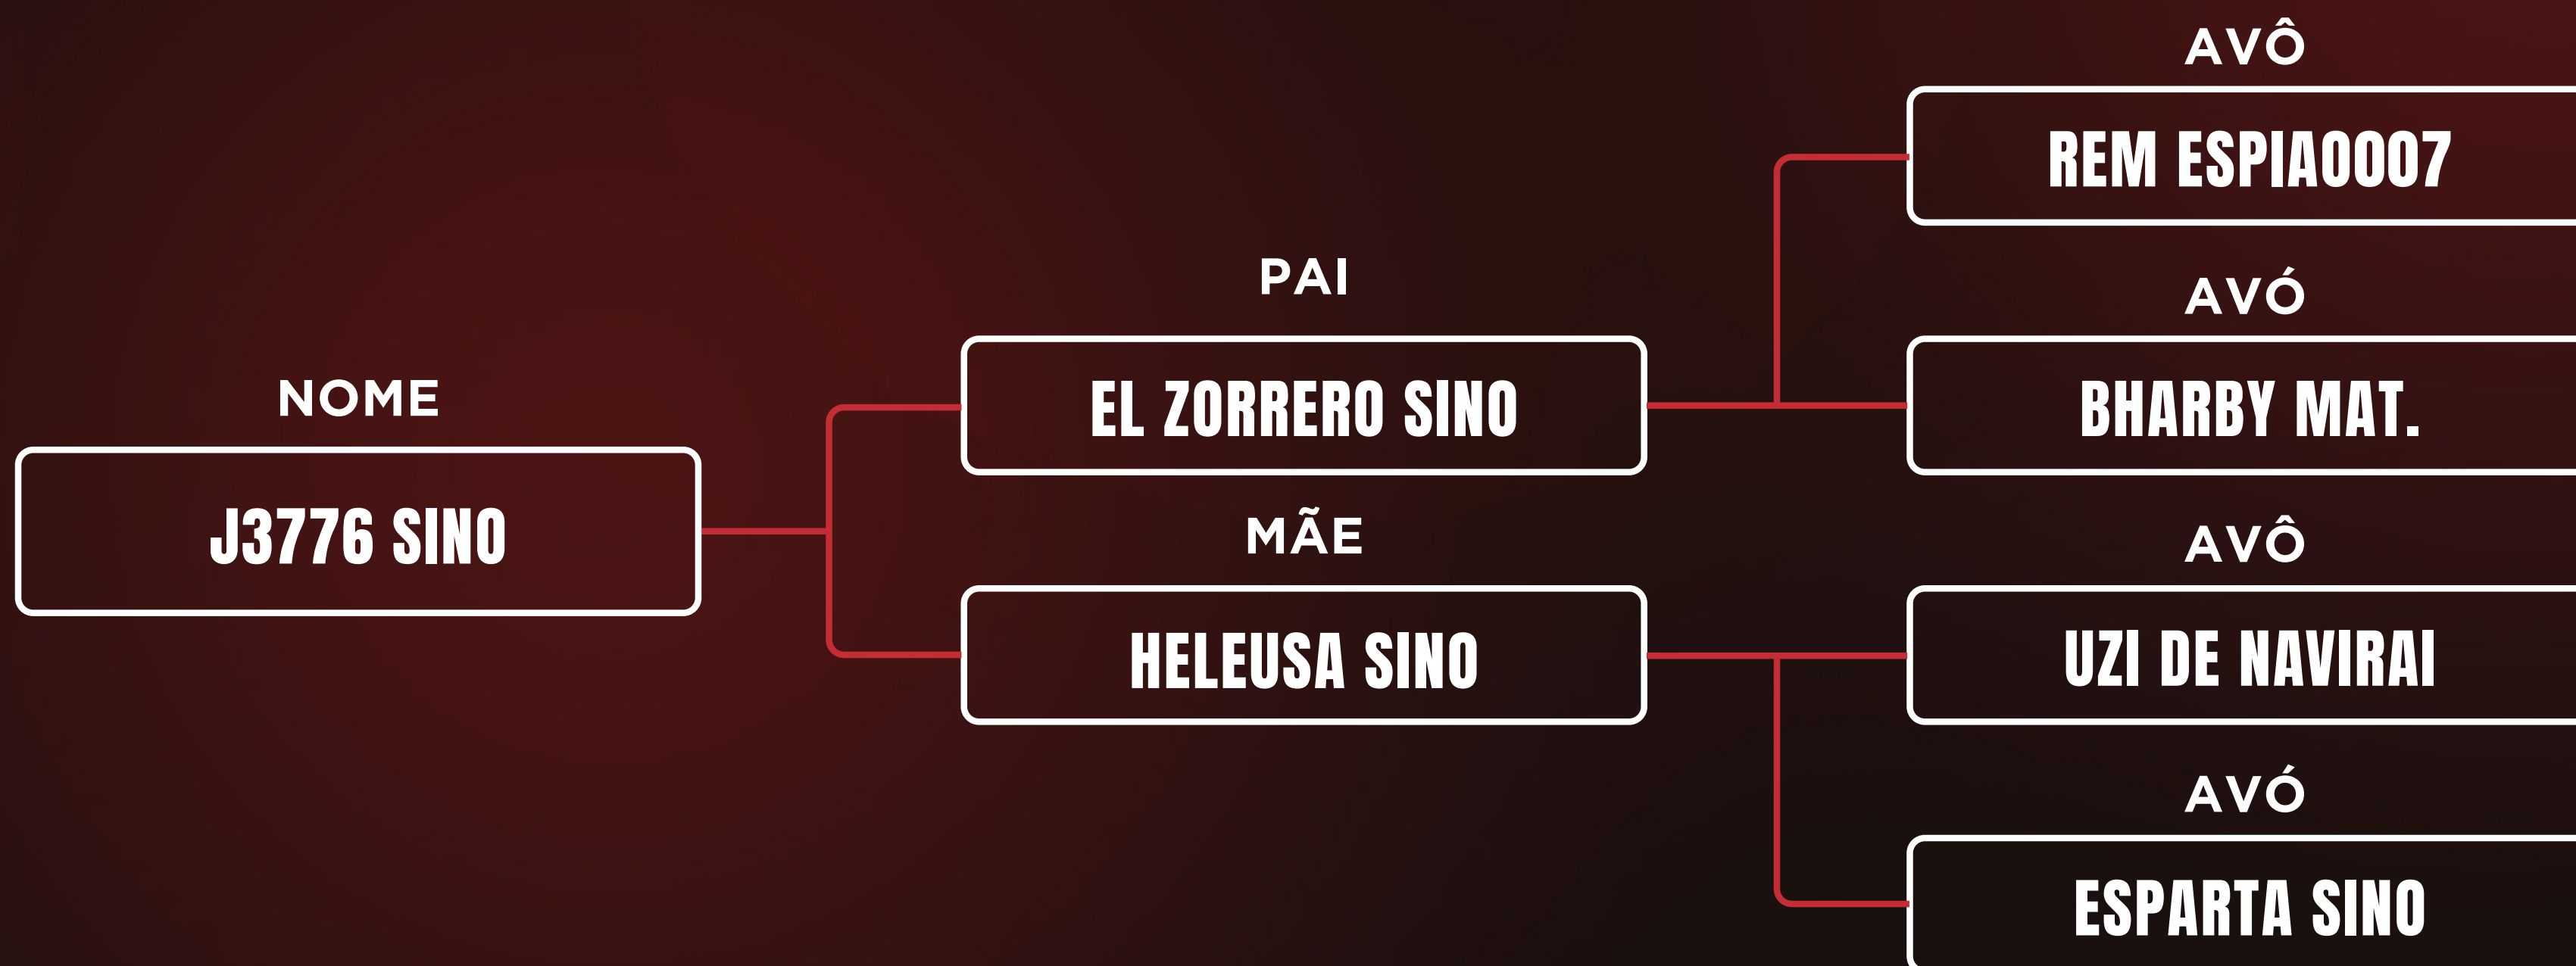 NOME
J3776 SINO
PAI
EL ZORRERO SINO
MÃE
HELEUSA SINO
AVÔ
REM ESPIA0007
AVÓ
BHARBY MAT.
AVÔ
UZI DE NAVIRAI
AVÓ
ESPARTA SINO